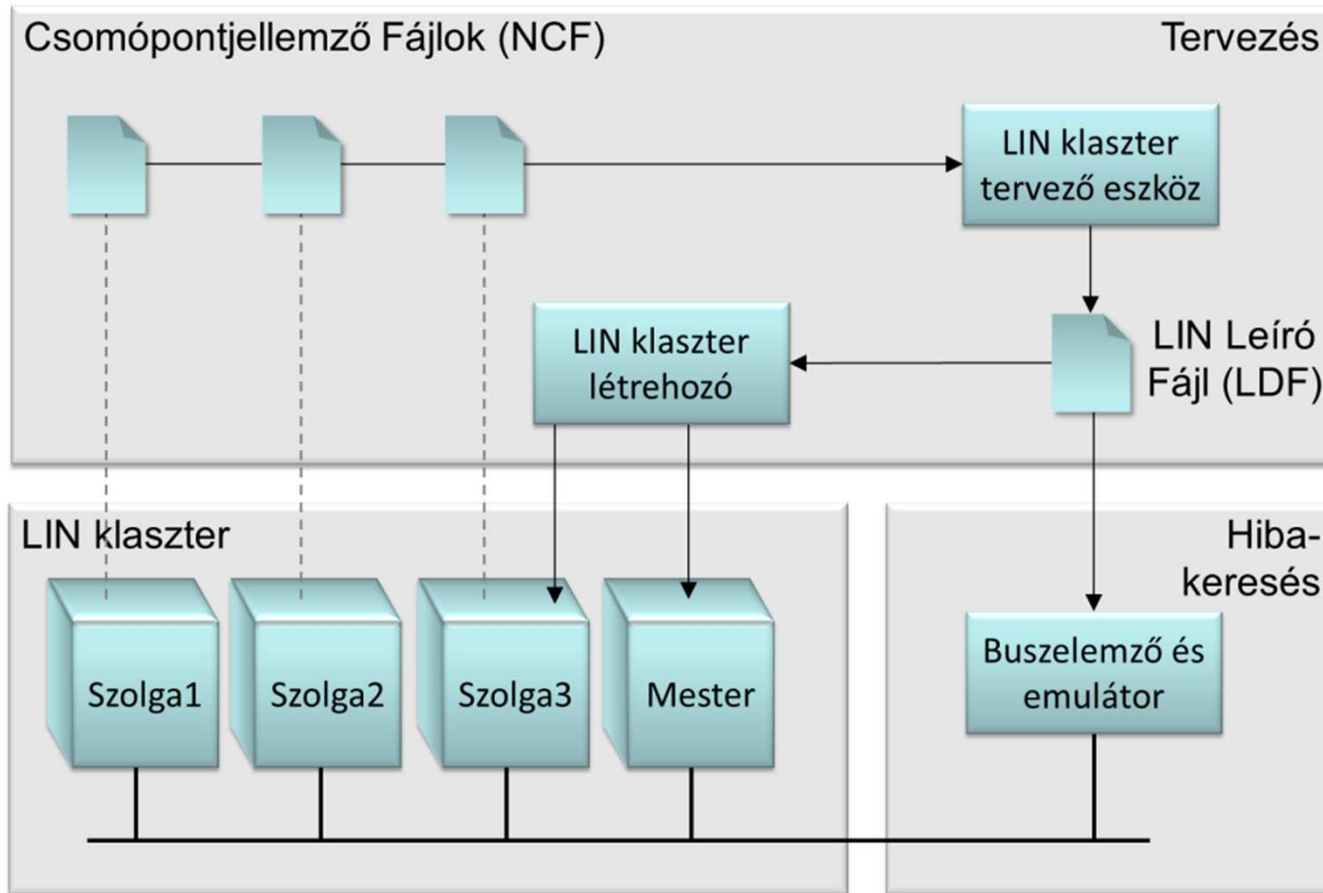 Csomópontjellemző Fájlok (NCF)
Tervezés
LIN klaszter
tervező eszköz
LIN klaszter
létrehozó
LIN Leíró
Fájl (LDF)
LIN klaszter
Hiba-
keresés
Szolga1
Szolga2
Szolga3
Mester
Buszelemző és
emulátor